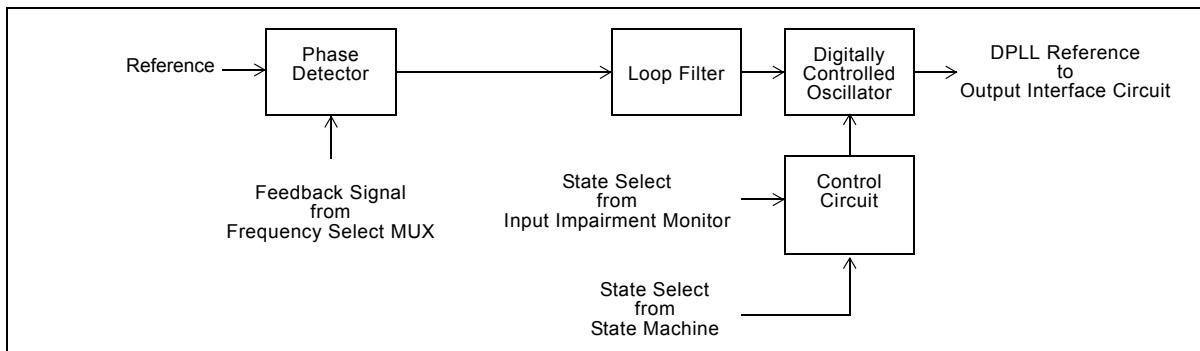 Reference
Phase
Detector
Loop Filter
Digitally
Controlled
Oscillator
DPLL Reference
to
Output Interface Circuit
Feedback Signal
from
Frequency Select MUX
State Select
from
Input Impairment Monitor
Control
Circuit
State Select
from
State Machine